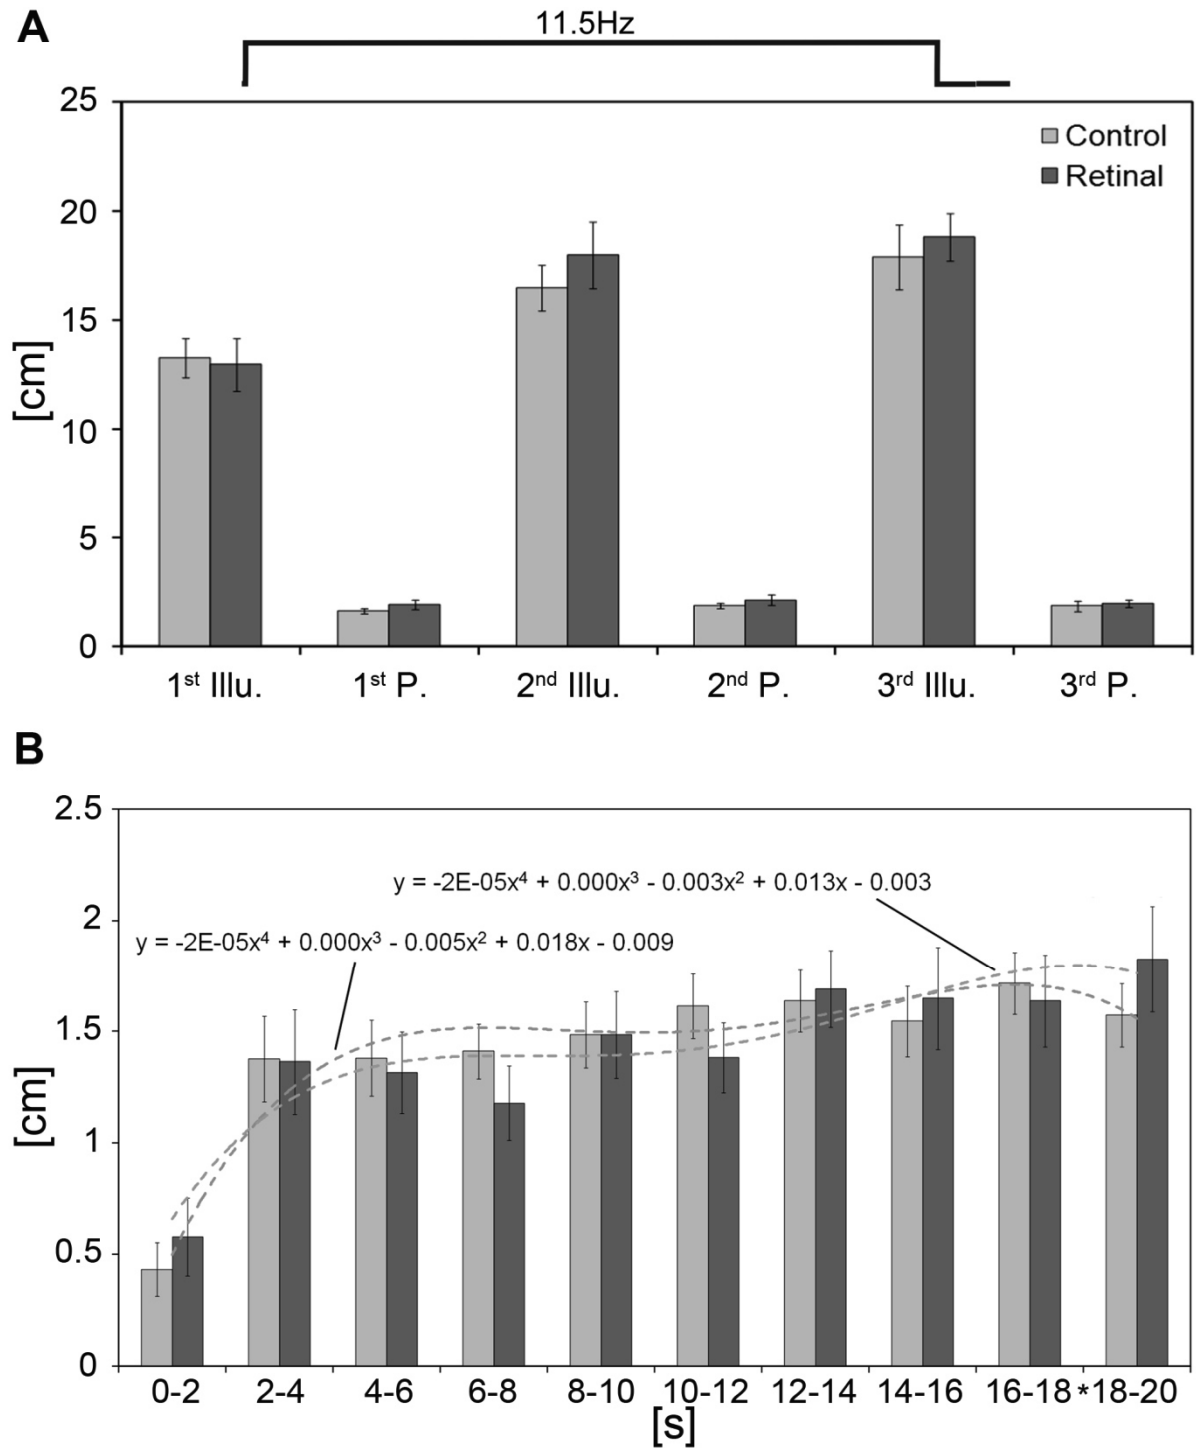 A
11.5Hz
25
Control
Retinal
20
15
[cm]
10
5
0
1st Illu.
1st P.
2nd Illu.
2nd P.
3rd Illu.
3rd P.
B
2.5
y = -2E-05x⁴ + 0.000x³ - 0.003x² + 0.013x - 0.003
2
y = -2E-05x⁴ + 0.000x³ - 0.005x² + 0.018x - 0.009
1.5
[cm]
1
0.5
0
0-2 2-4 4-6 6-8 8-10 10-12 12-14 14-16 16-18 *18-20
[s]